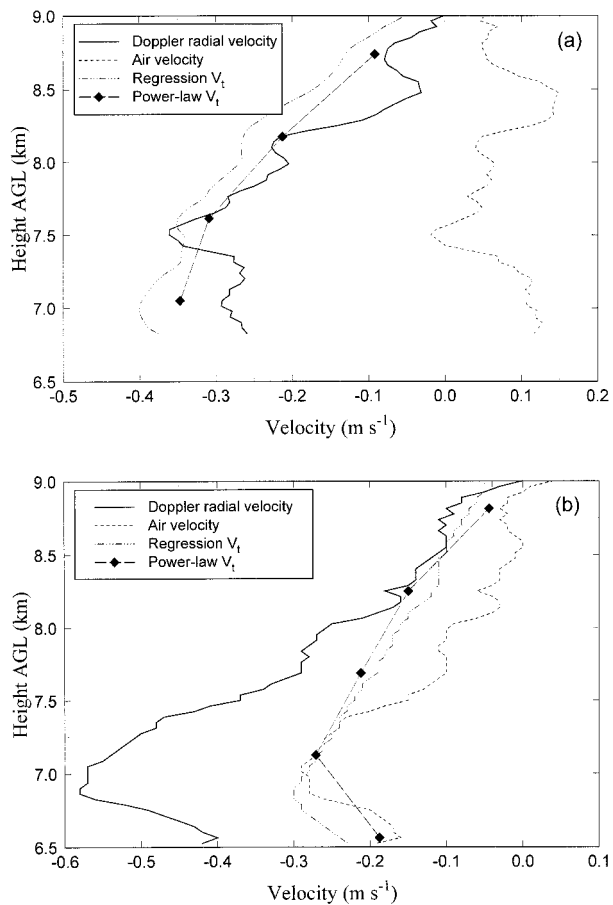 9.0
(a)
Doppler radial velocity
Air velocity
Regression Vt
Power-law Vt
8.5
8.0
7.5
7.0
6.5
Height AGL (km)
-0.5 -0.4 -0.3 -0.2 -0.1 0.0 0.1 0.2
Velocity (m s-1)
9.0
(b)
Doppler radial velocity
Air velocity
Regression Vt
Power-law Vt
8.5
8.0
7.5
7.0
6.5
Height AGL (km)
-0.6 -0.5 -0.4 -0.3 -0.2 -0.1 0.0 0.1
Velocity (m s-1)